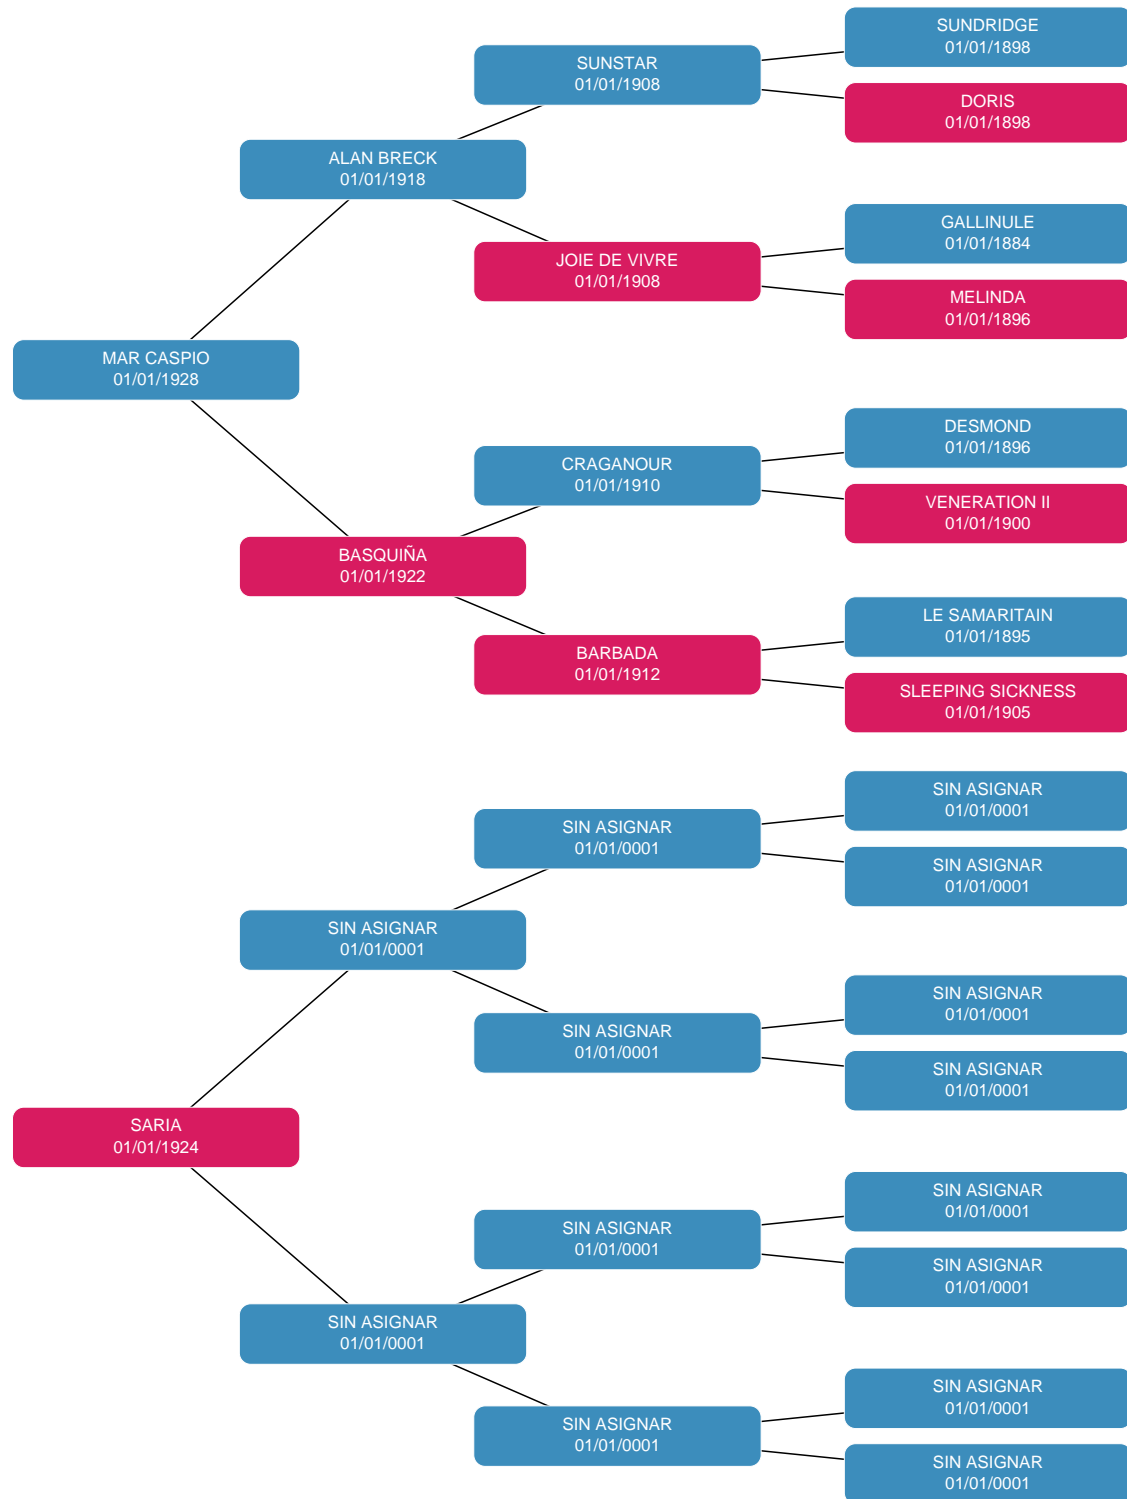 SUNDRIDGE
01/01/1898
SUNSTAR
01/01/1908
DORIS
01/01/1898
ALAN BRECK
01/01/1918
GALLINULE
01/01/1884
JOIE DE VIVRE
01/01/1908
MELINDA
01/01/1896
MAR CASPIO
01/01/1928
DESMOND
01/01/1896
CRAGANOUR
01/01/1910
VENERATION II
01/01/1900
BASQUIÑA
01/01/1922
LE SAMARITAIN
01/01/1895
BARBADA
01/01/1912
SLEEPING SICKNESS
01/01/1905
SIN ASIGNAR
01/01/0001
SIN ASIGNAR
01/01/0001
SIN ASIGNAR
01/01/0001
SIN ASIGNAR
01/01/0001
SIN ASIGNAR
01/01/0001
SIN ASIGNAR
01/01/0001
SIN ASIGNAR
01/01/0001
SARIA
01/01/1924
SIN ASIGNAR
01/01/0001
SIN ASIGNAR
01/01/0001
SIN ASIGNAR
01/01/0001
SIN ASIGNAR
01/01/0001
SIN ASIGNAR
01/01/0001
SIN ASIGNAR
01/01/0001
SIN ASIGNAR
01/01/0001